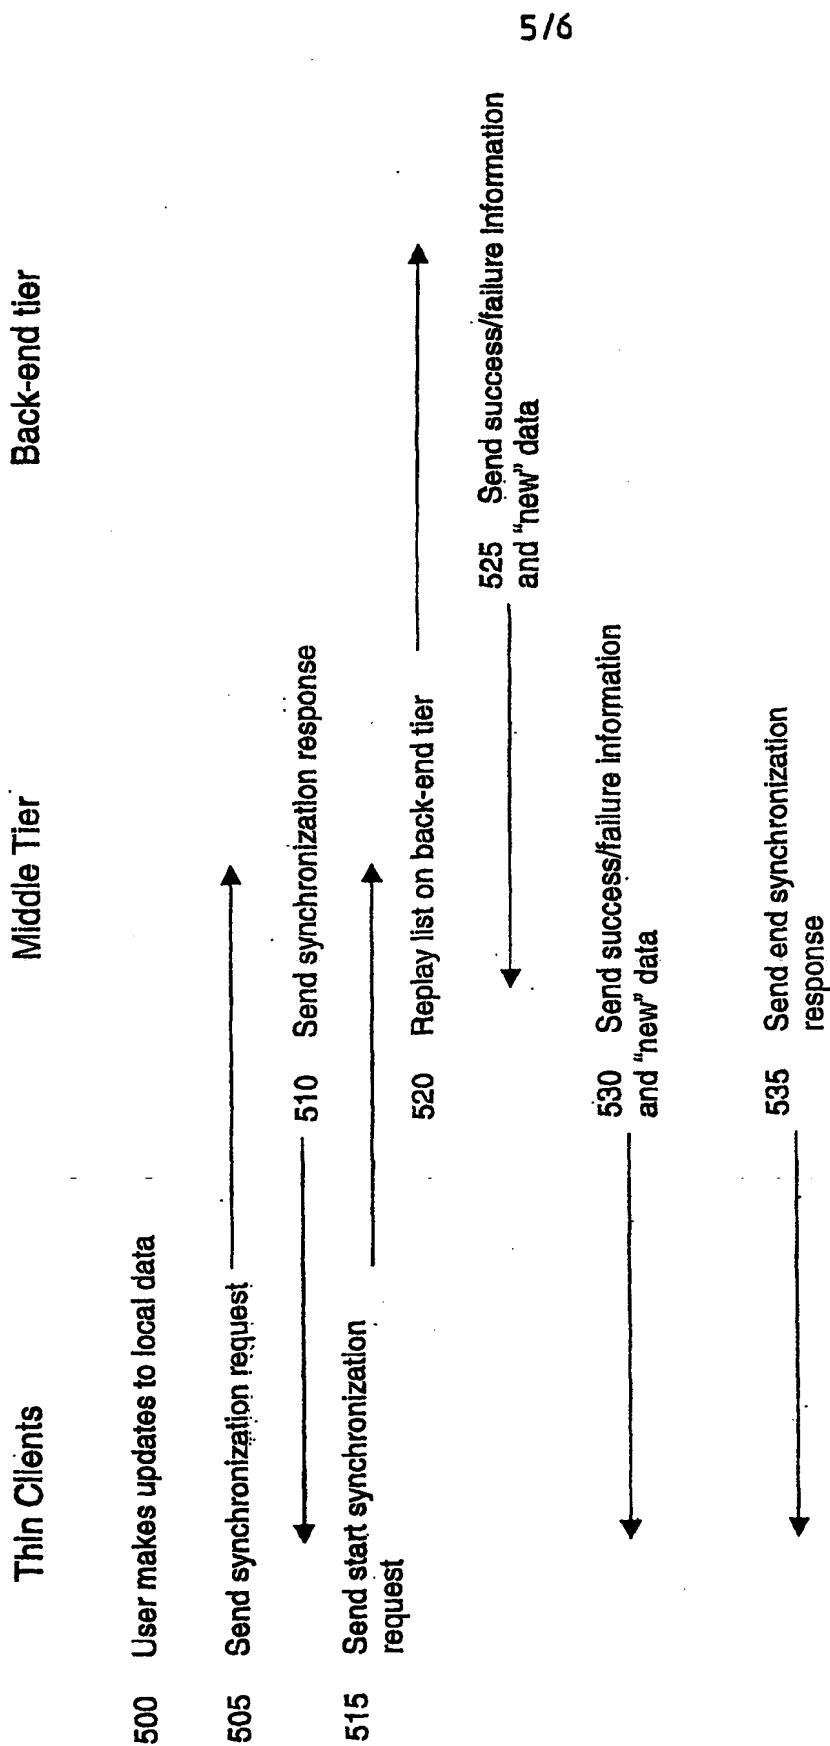 5/6
Thin Clients
Middle Tier
Back-end tier
500 User makes updates to local data
505 Send synchronization request
510 Send synchronization response
515 Send start synchronization
request
520 Replay list on back-end tier
525 Send success/failure Information
and “new” data
530 Send success/failure Information
and “new” data
535 Send end synchronization
response